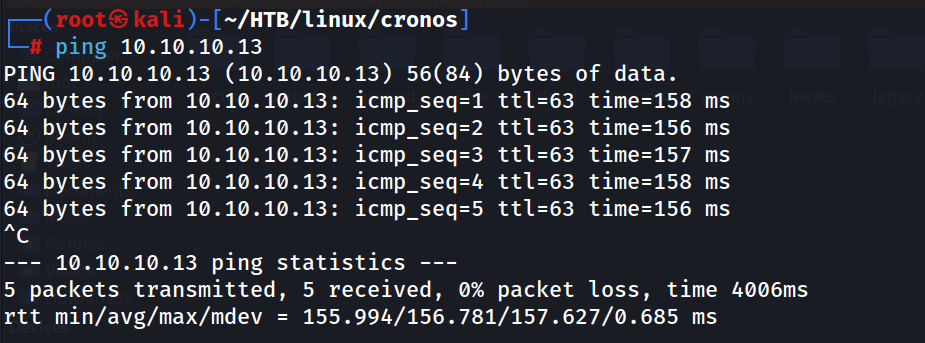 ┌──(root㉿kali)-[~/HTB/linux/cronos]
└─# ping 10.10.10.13
PING 10.10.10.13 (10.10.10.13) 56(84) bytes of data.
64 bytes from 10.10.10.13: icmp_seq=1 ttl=63 time=158 ms
64 bytes from 10.10.10.13: icmp_seq=2 ttl=63 time=156 ms
64 bytes from 10.10.10.13: icmp_seq=3 ttl=63 time=157 ms
64 bytes from 10.10.10.13: icmp_seq=4 ttl=63 time=158 ms
64 bytes from 10.10.10.13: icmp_seq=5 ttl=63 time=156 ms
^C
--- 10.10.10.13 ping statistics ---
5 packets transmitted, 5 received, 0% packet loss, time 4006ms
rtt min/avg/max/mdev = 155.994/156.781/157.627/0.685 ms
jeeves
legacy
Pictures
Devices